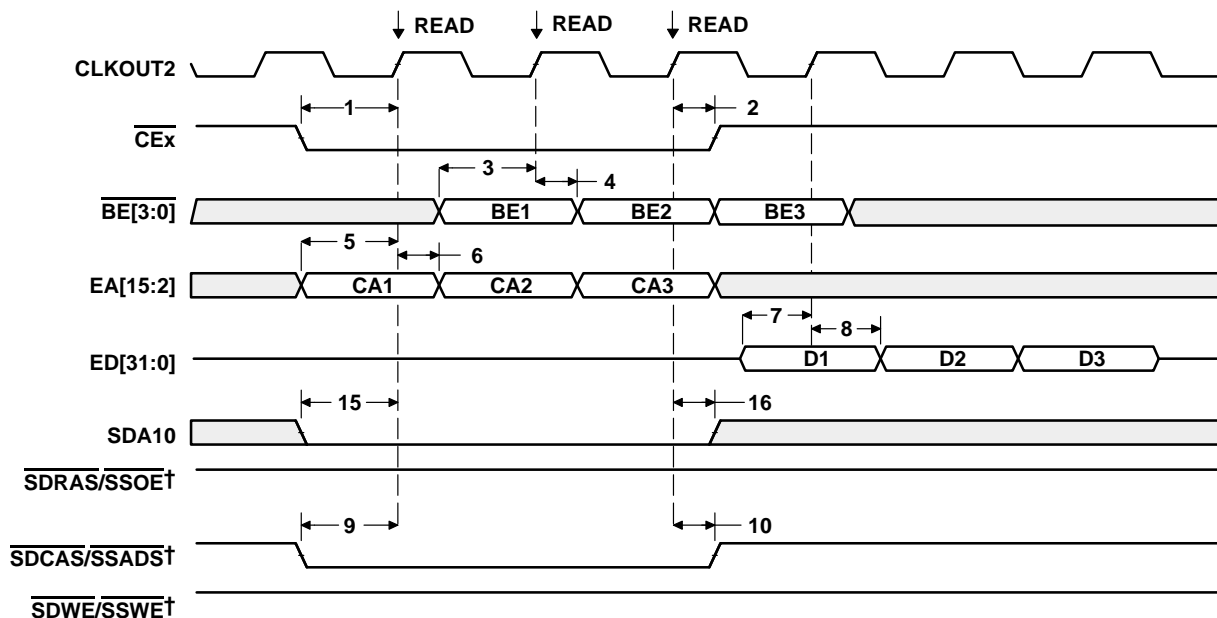 READ READ READ
CLKOUT2
1 2
CEx
3 4
BE[3:0] BE1 BE2 BE3
5 6
EA[15:2] CA1 CA2 CA3
7 8
ED[31:0] D1 D2 D3
15 16
SDA10
SDRAS/SSOE†
9 10
SDCAS/SSADS†
SDWE/SSWE†